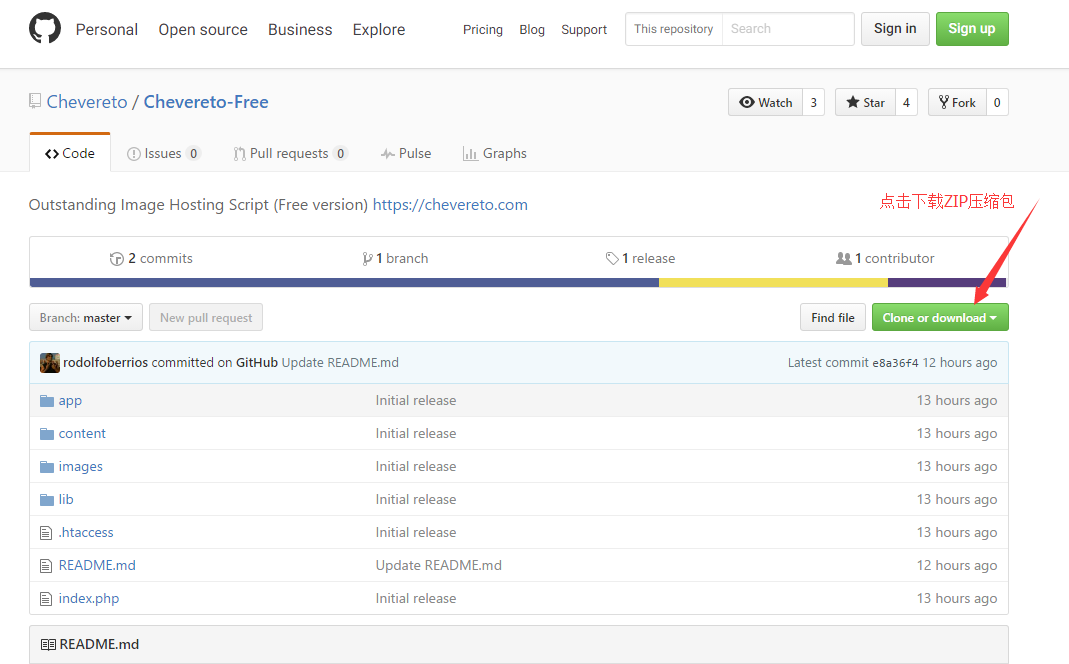 Personal Open source Business Explore Pricing Blog Support This repository Search Sign in Sign up
Chevereto / Chevereto-Free Watch 3 Star 4 Fork 0
Code Issues 0 Pull requests 0 Pulse Graphs
Outstanding Image Hosting Script (Free version) https://chevereto.com
点击下载ZIP压缩包
2 commits 1 branch 1 release 1 contributor
Branch: master New pull request Find file Clone or download
rodolfoberrios committed on GitHub Update README.md Latest commit e8a36f4 12 hours ago
app Initial release 13 hours ago
content Initial release 13 hours ago
images Initial release 13 hours ago
lib Initial release 13 hours ago
.htaccess Initial release 13 hours ago
README.md Update README.md 12 hours ago
index.php Initial release 13 hours ago
README.md